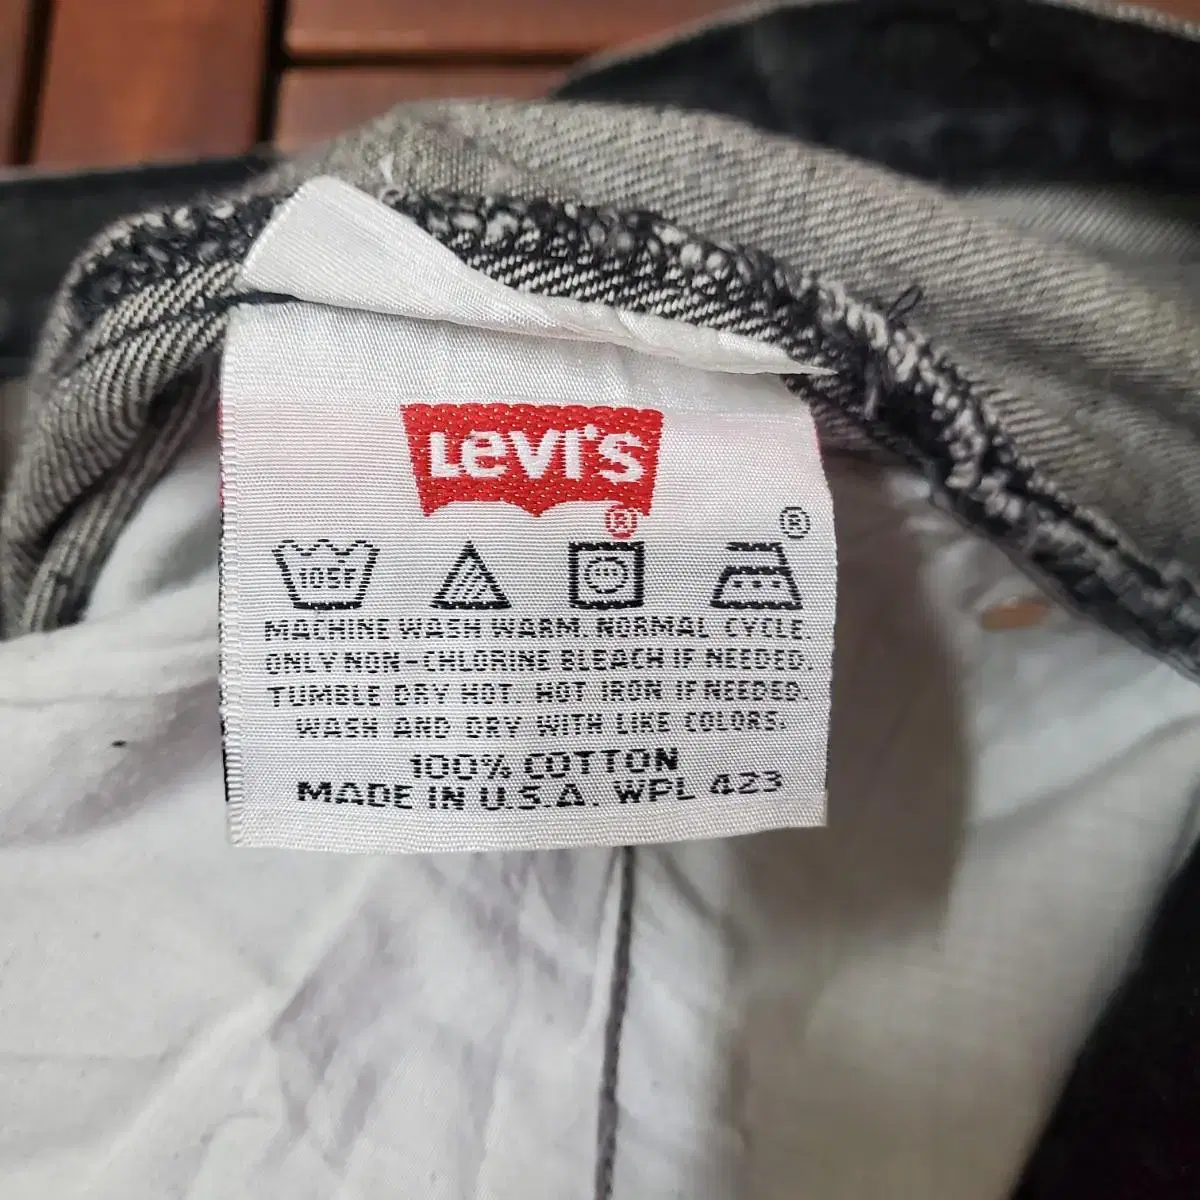 LEVI'S
®
®
105F
MACHINE WASH WARM. NORMAL CYCLE.
ONLY NON-CHLORINE BLEACH IF NEEDED.
TUMBLE DRY HOT. HOT IRON IF NEEDED.
WASH AND DRY WITH LIKE COLORS.
100% COTTON
MADE IN U.S.A. WPL 423